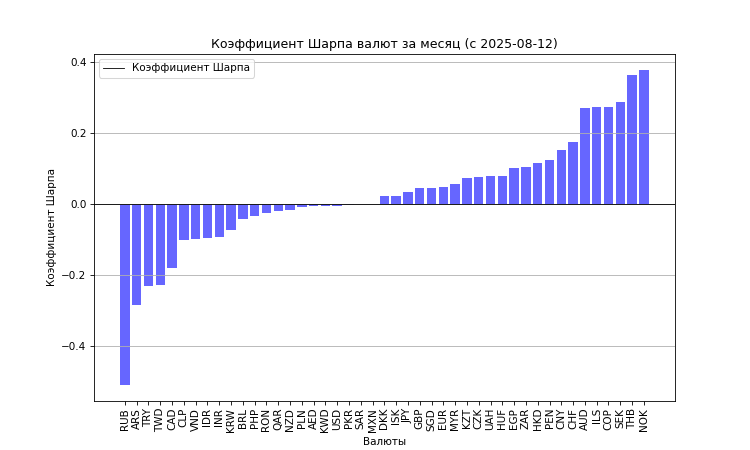 Коэффициент Шарпа валют за месяц (с 2025-08-12)
Коэффициент Шарпа
Коэффициент Шарпа
0.4
0.2
0.0
−0.2
−0.4
RUB ARS TRY TWD CAD CLP VND IDR INR KRW BRL PHP RON QAR NZD PLN AED KWD USD PKR SAR MXN DKK ISK JPY GBP SGD EUR MYR KZT CZK UAH HUF EGP ZAR HKD PEN CNY CHF AUD ILS COP SEK THB NOK
Валюты